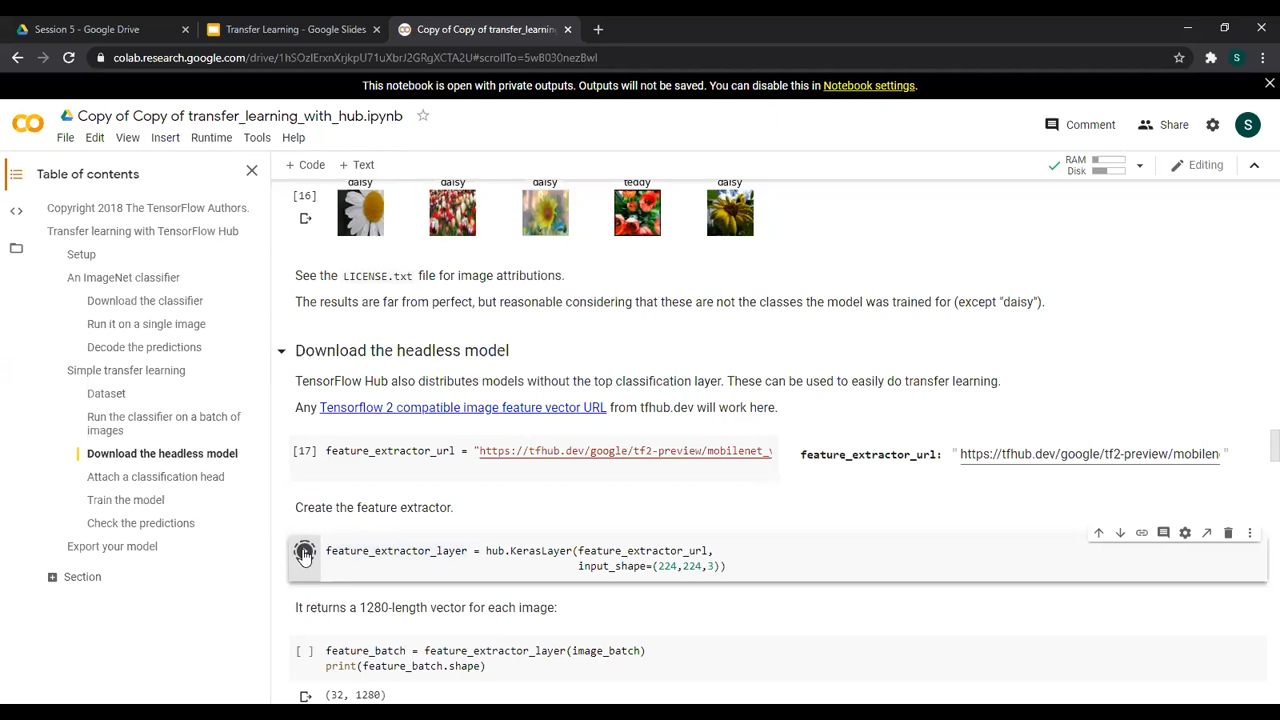 Session 5 - Google Drive
Transfer Learning - Google Slides
Copy of Copy of transfer_learnin
colab.research.google.com/drive/1hSOzIErxnXrjkpU71uXbrJ2GRgXCTA2U#scrollTo=5wB030nezBwI
S
This notebook is open with private outputs. Outputs will not be saved. You can disable this in Notebook settings.
CO
Copy of Copy of transfer_learning_with_hub.ipynb
Comment
Share
S
File Edit View Insert Runtime Tools Help
+ Code + Text
RAM
Disk
Editing
Table of contents
Copyright 2018 The TensorFlow Authors.
Transfer learning with TensorFlow Hub
Setup
An ImageNet classifier
Download the classifier
Run it on a single image
Decode the predictions
Simple transfer learning
Dataset
Run the classifier on a batch of
images
Download the headless model
Attach a classification head
Train the model
Check the predictions
Export your model
Section
daisy daisy daisy teddy daisy
[16]
See the LICENSE.txt file for image attributions.
The results are far from perfect, but reasonable considering that these are not the classes the model was trained for (except "daisy").
Download the headless model
TensorFlow Hub also distributes models without the top classification layer. These can be used to easily do transfer learning.
Any Tensorflow 2 compatible image feature vector URL from tfhub.dev will work here.
[17] feature_extractor_url = "https://tfhub.dev/google/tf2-preview/mobilenet_v
feature_extractor_url: " https://tfhub.dev/google/tf2-preview/mobilen "
Create the feature extractor.
feature_extractor_layer = hub.KerasLayer(feature_extractor_url,
input_shape=(224,224,3))
It returns a 1280-length vector for each image:
[ ] feature_batch = feature_extractor_layer(image_batch)
print(feature_batch.shape)
(32, 1280)